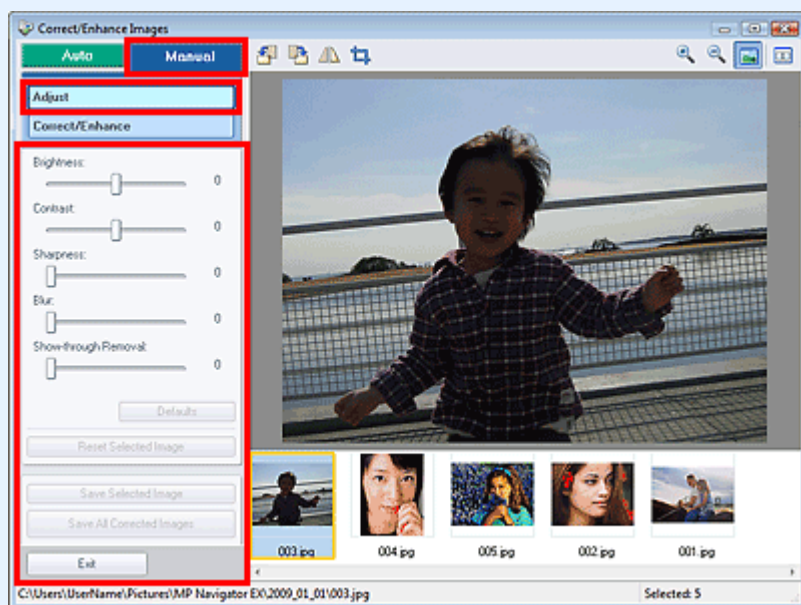 Correct/Enhance Images
Auto Manual
Adjust
Correct/Enhance
Brightness: 0
Contrast: 0
Sharpness: 0
Blur: 0
Show-through Removal: 0
Defaults
Reset Selected Image
Save Selected Image
Save All Corrected Images
Exit
003.jpg 004.jpg 005.jpg 002.jpg 001.jpg
C:\Users\UserName\Pictures\MP Navigator EX\2009_01_01\003.jpg Selected: 5